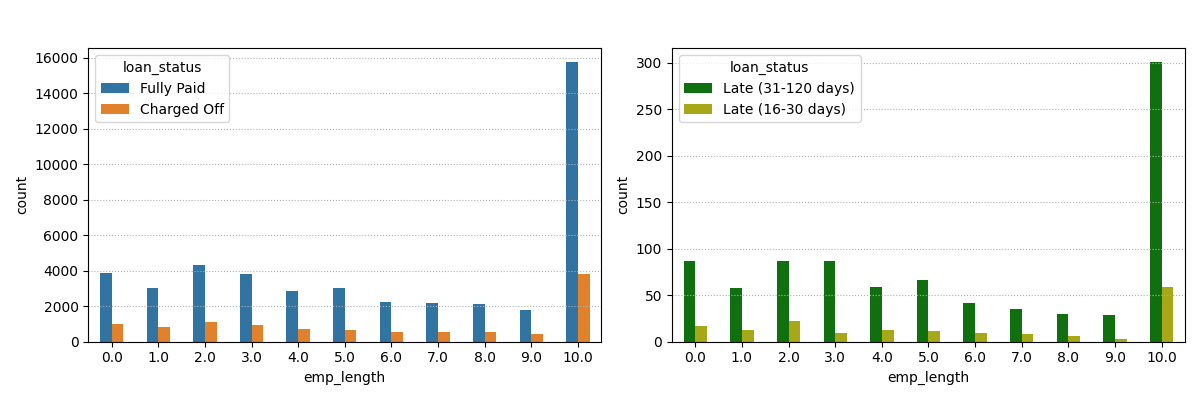 loan_status
Fully Paid
Charged Off
16000
14000
12000
10000
8000
6000
4000
2000
0
count
0.0 1.0 2.0 3.0 4.0 5.0 6.0 7.0 8.0 9.0 10.0
emp_length
loan_status
Late (31-120 days)
Late (16-30 days)
300
250
200
150
100
50
0
count
0.0 1.0 2.0 3.0 4.0 5.0 6.0 7.0 8.0 9.0 10.0
emp_length